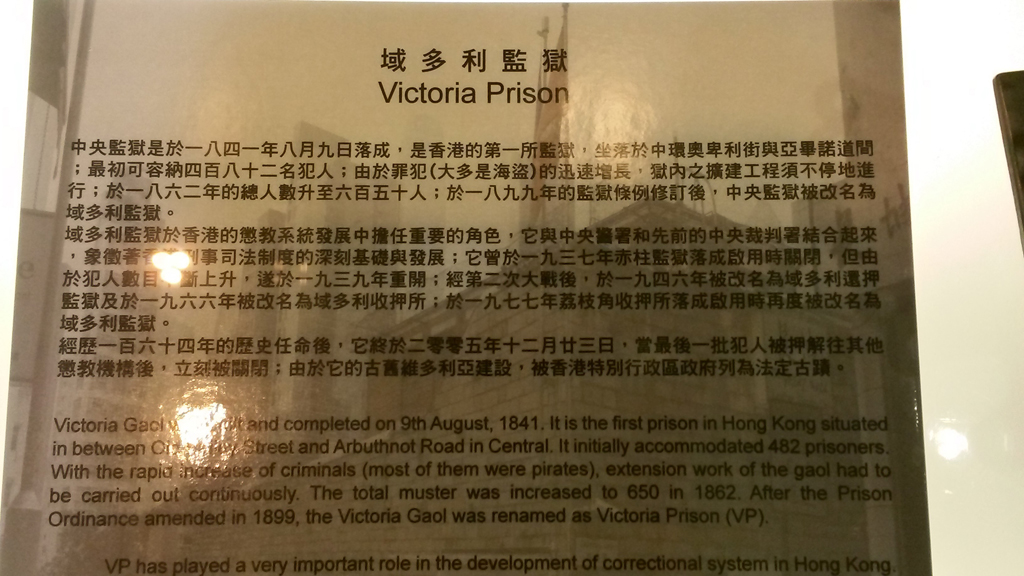 域多利監獄
Victoria Prison
中央監獄是於一八四一年八月九日落成，是香港的第一所監獄，坐落於中環奧卑利街與亞畢諾道間
；最初可容納四百八十二名犯人；由於罪犯(大多是海盜)的迅速增長，獄內之擴建工程須不停地進
行；於一八六二年的總人數升至六百五十人；於一八九九年的監獄條例修訂後，中央監獄被改名為
域多利監獄。
域多利監獄於香港的懲教系統發展中擔任重要的角色，它與中央警署和先前的中央裁判署結合起來
，象徵著香 刑事司法制度的深刻基礎與發展；它曾於一九三七年赤柱監獄落成啟用時關閉，但由
於犯人數目 斷上升，遂於一九三九年重開；經第二次大戰後，於一九四六年被改名為域多利還押
監獄及於一九六六年被改名為域多利收押所；於一九七七年荔枝角收押所落成啟用時再度被改名為
域多利監獄。
經歷一百六十四年的歷史任命後，它終於二零零五年十二月廿三日，當最後一批犯人被押解往其他
懲教機構後，立刻被關閉；由於它的古舊維多利亞建設，被香港特別行政區政府列為法定古蹟。
Victoria Gaol and completed on 9th August, 1841. It is the first prison in Hong Kong situated
in between Street and Arbuthnot Road in Central. It initially accommodated 482 prisoners.
With the rapid increase of criminals (most of them were pirates), extension work of the gaol had to
be carried out continuously. The total muster was increased to 650 in 1862. After the Prison
Ordinance amended in 1899, the Victoria Gaol was renamed as Victoria Prison (VP).
VP has played a very important role in the development of correctional system in Hong Kong.